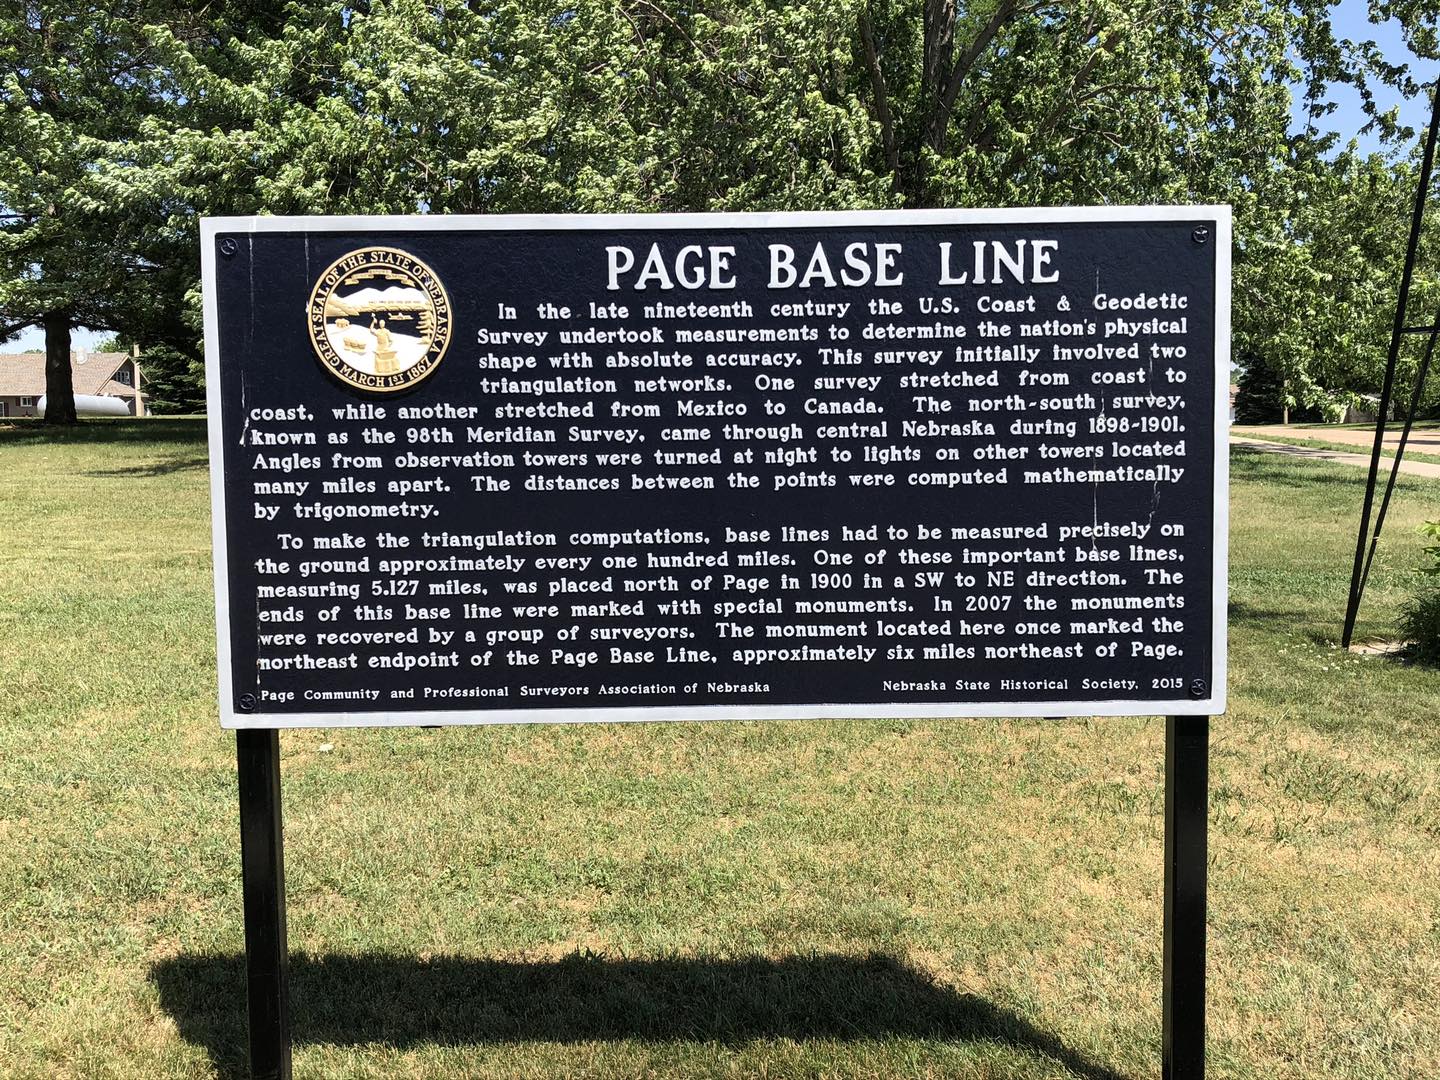 PAGE BASE LINE
GREAT SEAL OF THE STATE OF NEBRASKA
MARCH 1ST 1867
In the late nineteenth century the U.S. Coast & Geodetic
Survey undertook measurements to determine the nation's physical
shape with absolute accuracy. This survey initially involved two
triangulation networks. One survey stretched from coast to
coast, while another stretched from Mexico to Canada. The north-south survey,
known as the 98th Meridian Survey, came through central Nebraska during 1898-1901.
Angles from observation towers were turned at night to lights on other towers located
many miles apart. The distances between the points were computed mathematically
by trigonometry.
To make the triangulation computations, base lines had to be measured precisely on
the ground approximately every one hundred miles. One of these important base lines,
measuring 5.127 miles, was placed north of Page in 1900 in a SW to NE direction. The
ends of this base line were marked with special monuments. In 2007 the monuments
were recovered by a group of surveyors. The monument located here once marked the
northeast endpoint of the Page Base Line, approximately six miles northeast of Page.
Page Community and Professional Surveyors Association of Nebraska
Nebraska State Historical Society, 2015